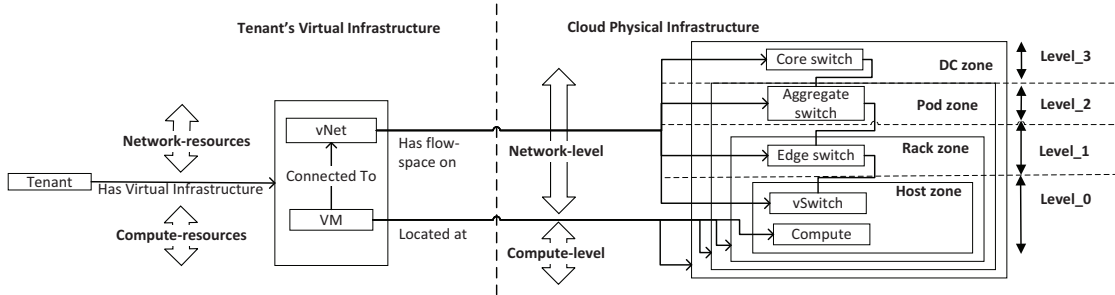 Tenant's Virtual Infrastructure
Cloud Physical Infrastructure
Core switch
DC zone
Level_3
Aggregate
switch
Pod zone
Level_2
vNet
Has flow-
space on
Network-resources
Network-level
Edge switch
Rack zone
Level_1
Tenant
Has Virtual Infrastructure
Connected To
Host zone
Level_0
vSwitch
VM
Compute-resources
Located at
Compute
Compute-level